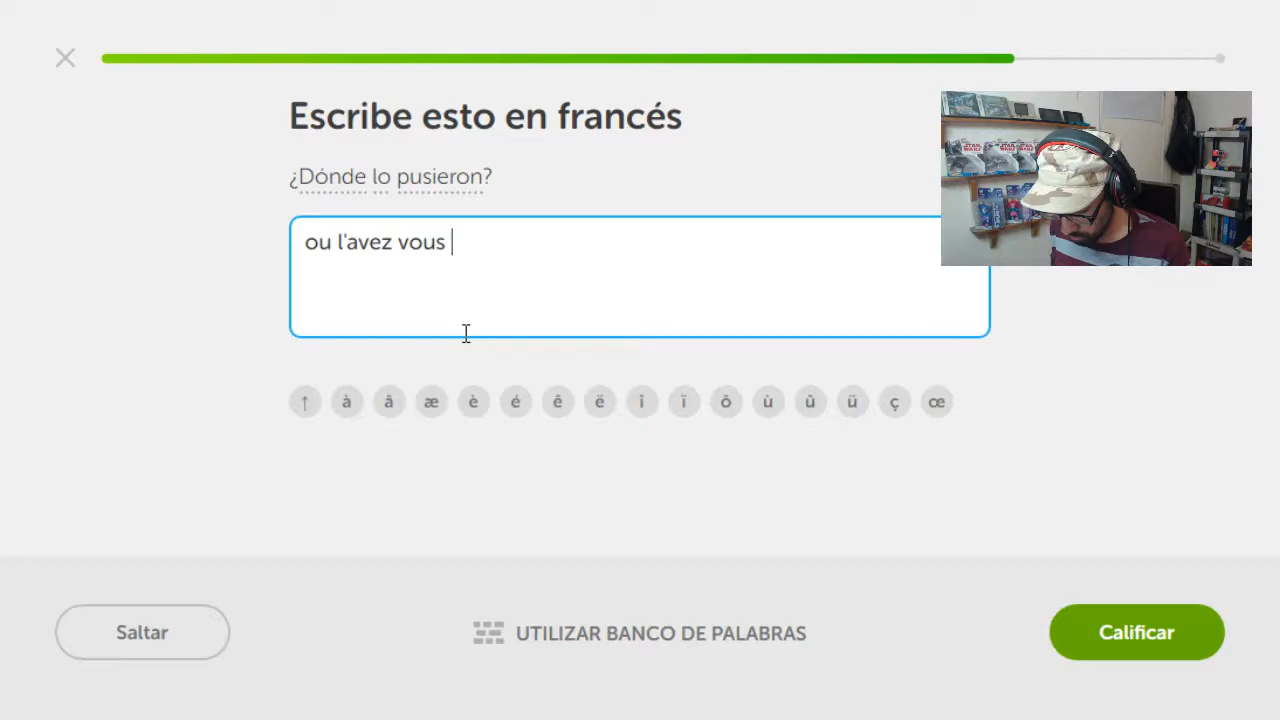 Escribe esto en francés
¿Dónde lo pusieron?
ou l'avez vous
↑ à â æ è é ê ë î ï ô ù û ü ç œ
Saltar
UTILIZAR BANCO DE PALABRAS
Calificar